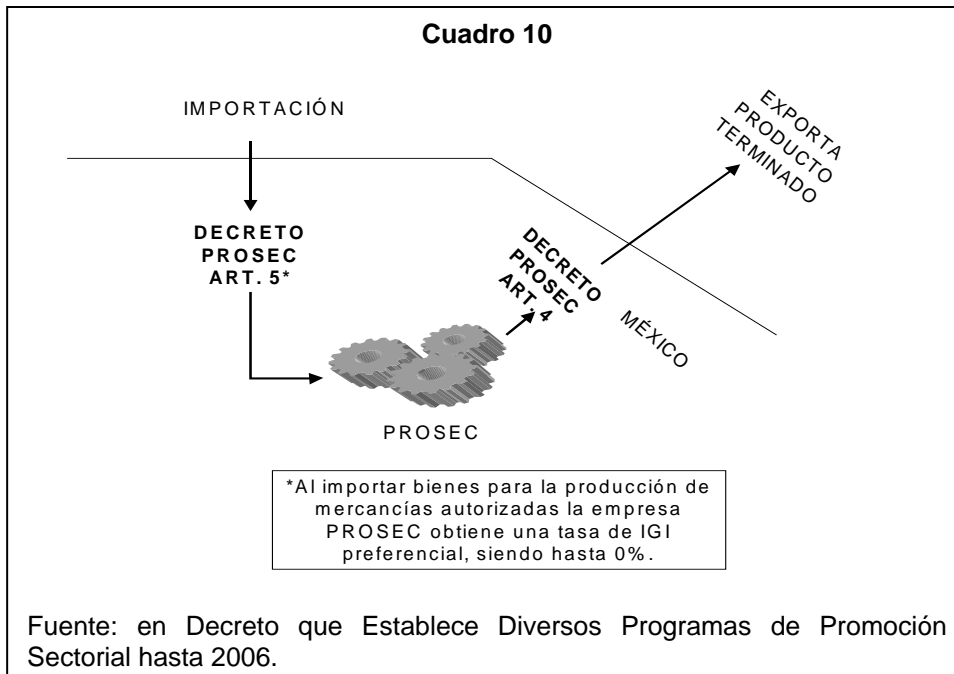 Cuadro 10
IMPORTACIÓN
EXPORTA
PRODUCTO
TERMINADO
DECRETO
PROSEC
ART. 5*
DECRETO
PROSEC
ART. 4
MÉXICO
PROSEC
*Al importar bienes para la producción de
mercancías autorizadas la empresa
PROSEC obtiene una tasa de IGI
preferencial, siendo hasta 0%.
Fuente: en Decreto que Establece Diversos Programas de Promoción
Sectorial hasta 2006.